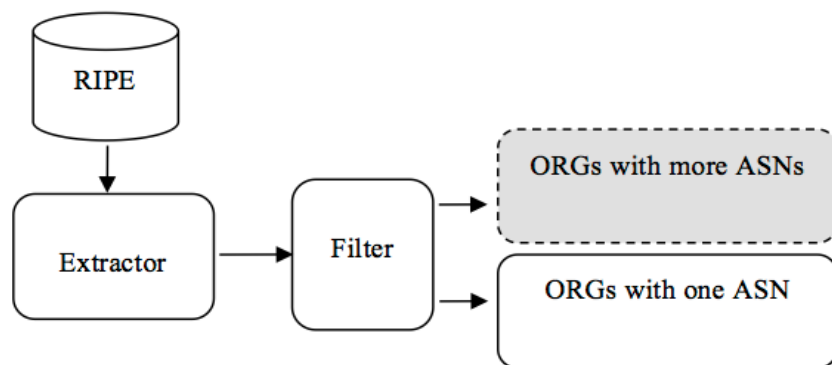 RIPE
ORGs with more ASNs
Extractor
Filter
ORGs with one ASN